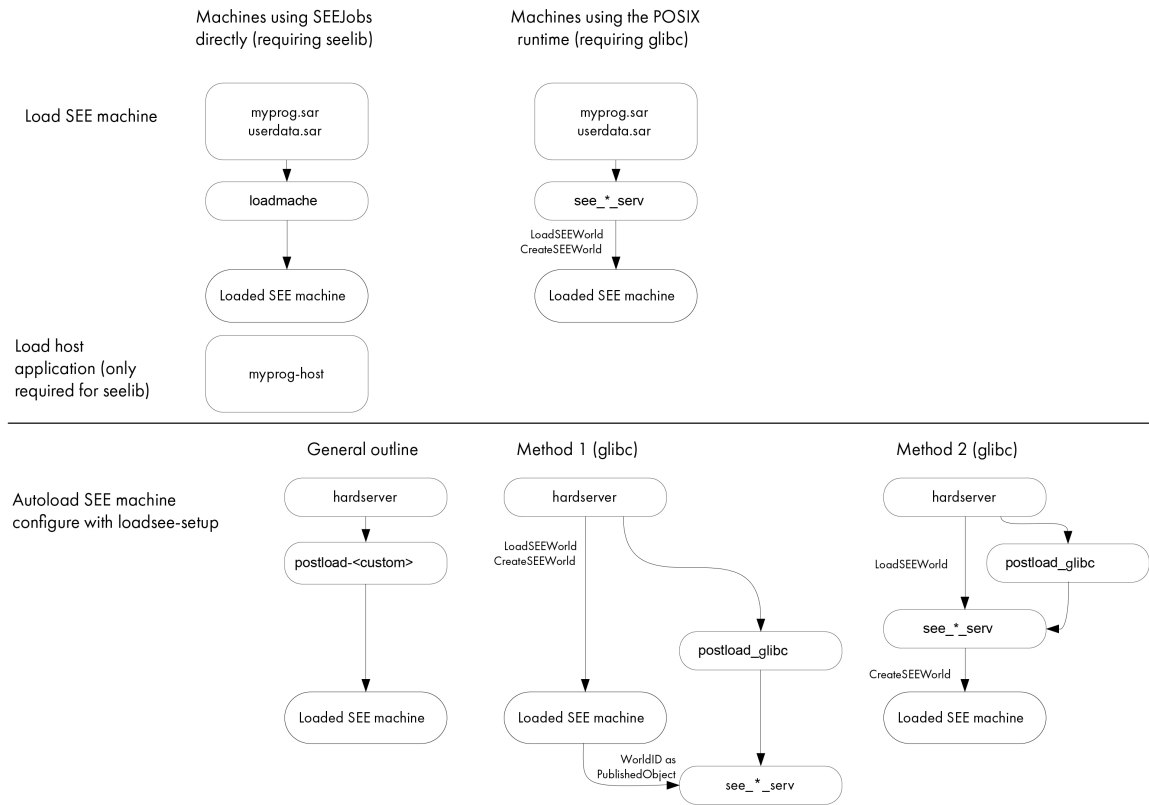 Machines using SEEJobs
directly (requiring seelib)
Machines using the POSIX
runtime (requiring glibc)
Load SEE machine
myprog.sar
userdata.sar
myprog.sar
userdata.sar
loadmache
see_*_serv
LoadSEEWorld
CreateSEEWorld
Loaded SEE machine
Loaded SEE machine
Load host
application (only
required for seelib)
myprog-host
General outline
Method 1 (glibc)
Method 2 (glibc)
Autoload SEE machine
configure with loadsee-setup
hardserver
hardserver
hardserver
postload-<custom>
LoadSEEWorld
CreateSEEWorld
LoadSEEWorld
postload_glibc
see_*_serv
postload_glibc
CreateSEEWorld
Loaded SEE machine
Loaded SEE machine
Loaded SEE machine
WorldID as
PublishedObject
see_*_serv